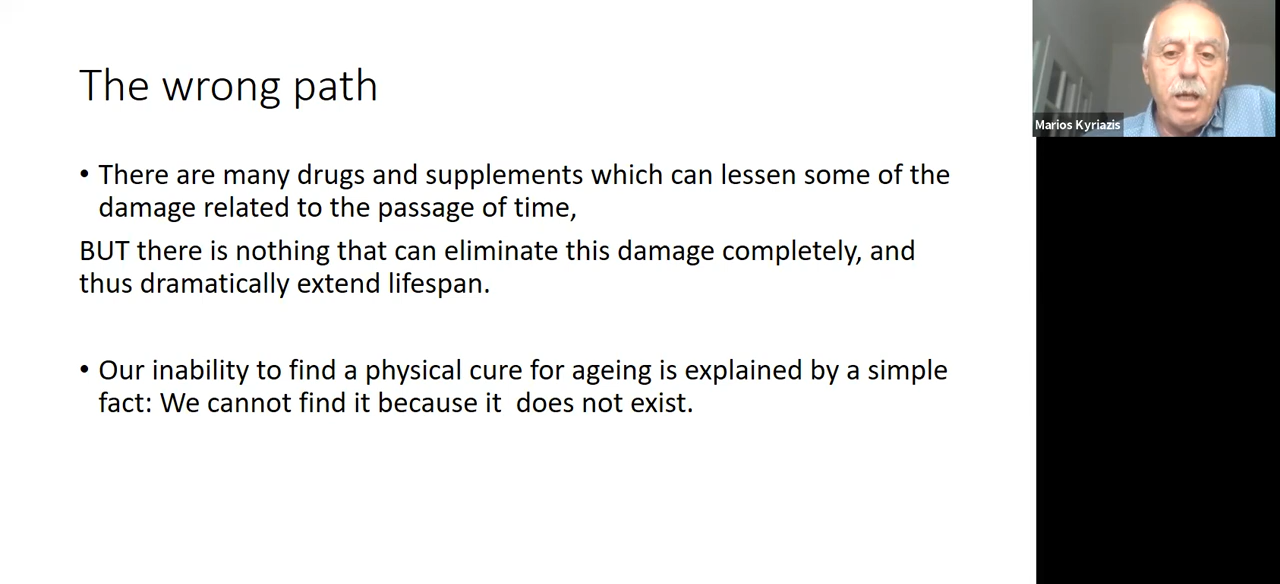 The wrong path
• There are many drugs and supplements which can lessen some of the
damage related to the passage of time,
BUT there is nothing that can eliminate this damage completely, and
thus dramatically extend lifespan.
• Our inability to find a physical cure for ageing is explained by a simple
fact: We cannot find it because it  does not exist.
Marios Kyriazis